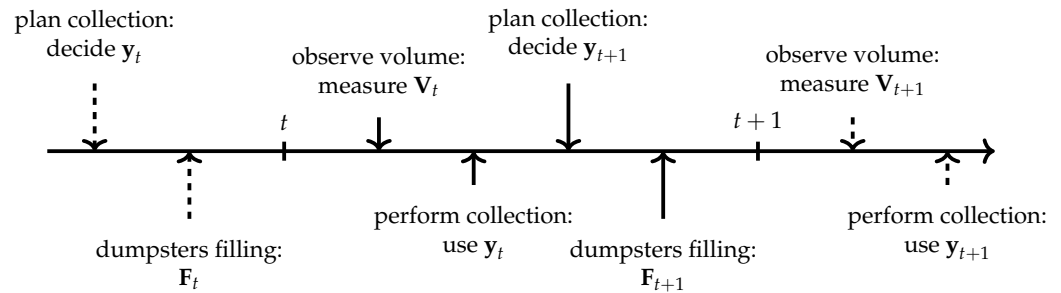 plan collection:
decide y_t
observe volume:
measure V_t
plan collection:
decide y_{t+1}
observe volume:
measure V_{t+1}
t
t + 1
dumpsters filling:
F_t
perform collection:
use y_t
dumpsters filling:
F_{t+1}
perform collection:
use y_{t+1}